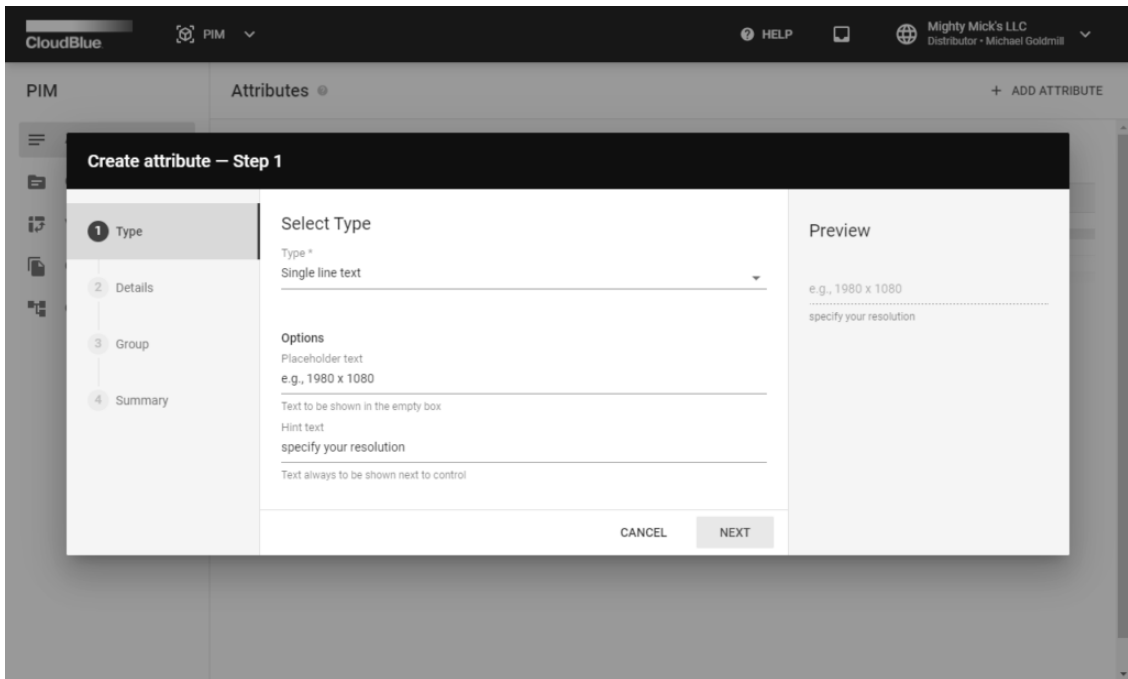 CloudBlue
PIM
HELP
Mighty Mick's LLC
Distributor • Michael Goldmill
PIM
Attributes
+ ADD ATTRIBUTE
Create attribute — Step 1
1 Type
2 Details
3 Group
4 Summary
Select Type
Type *
Single line text
Options
Placeholder text
e.g., 1980 x 1080
Text to be shown in the empty box
Hint text
specify your resolution
Text always to be shown next to control
CANCEL
NEXT
Preview
e.g., 1980 x 1080
specify your resolution